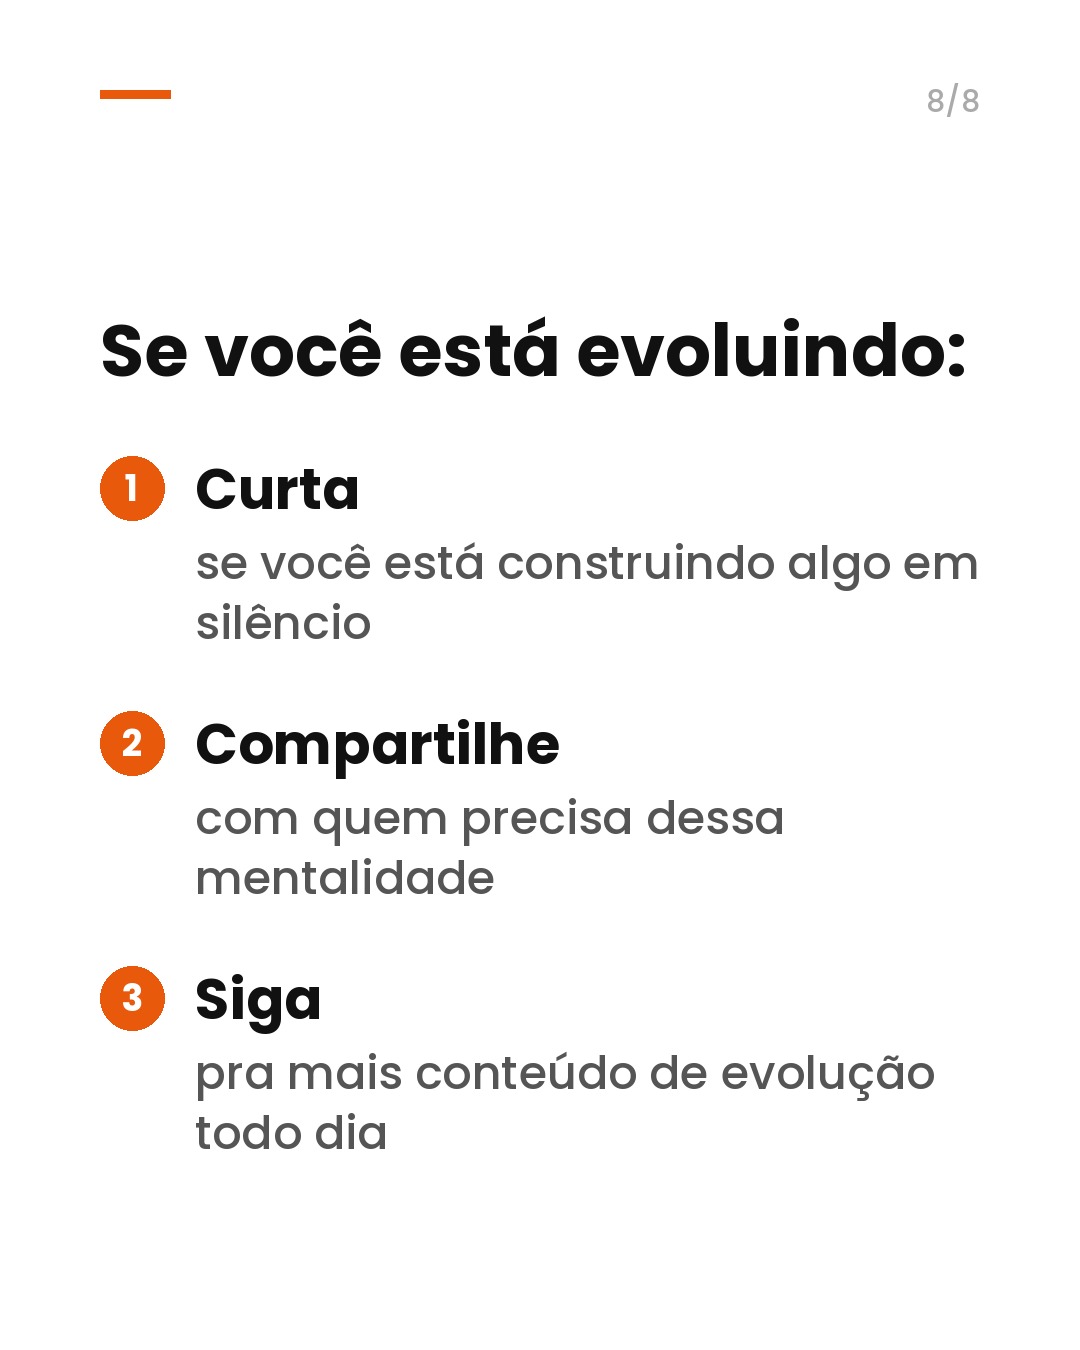 8/8
Se você está evoluindo:
1 Curta
se você está construindo algo em
silêncio
2 Compartilhe
com quem precisa dessa
mentalidade
3 Siga
pra mais conteúdo de evolução
todo dia